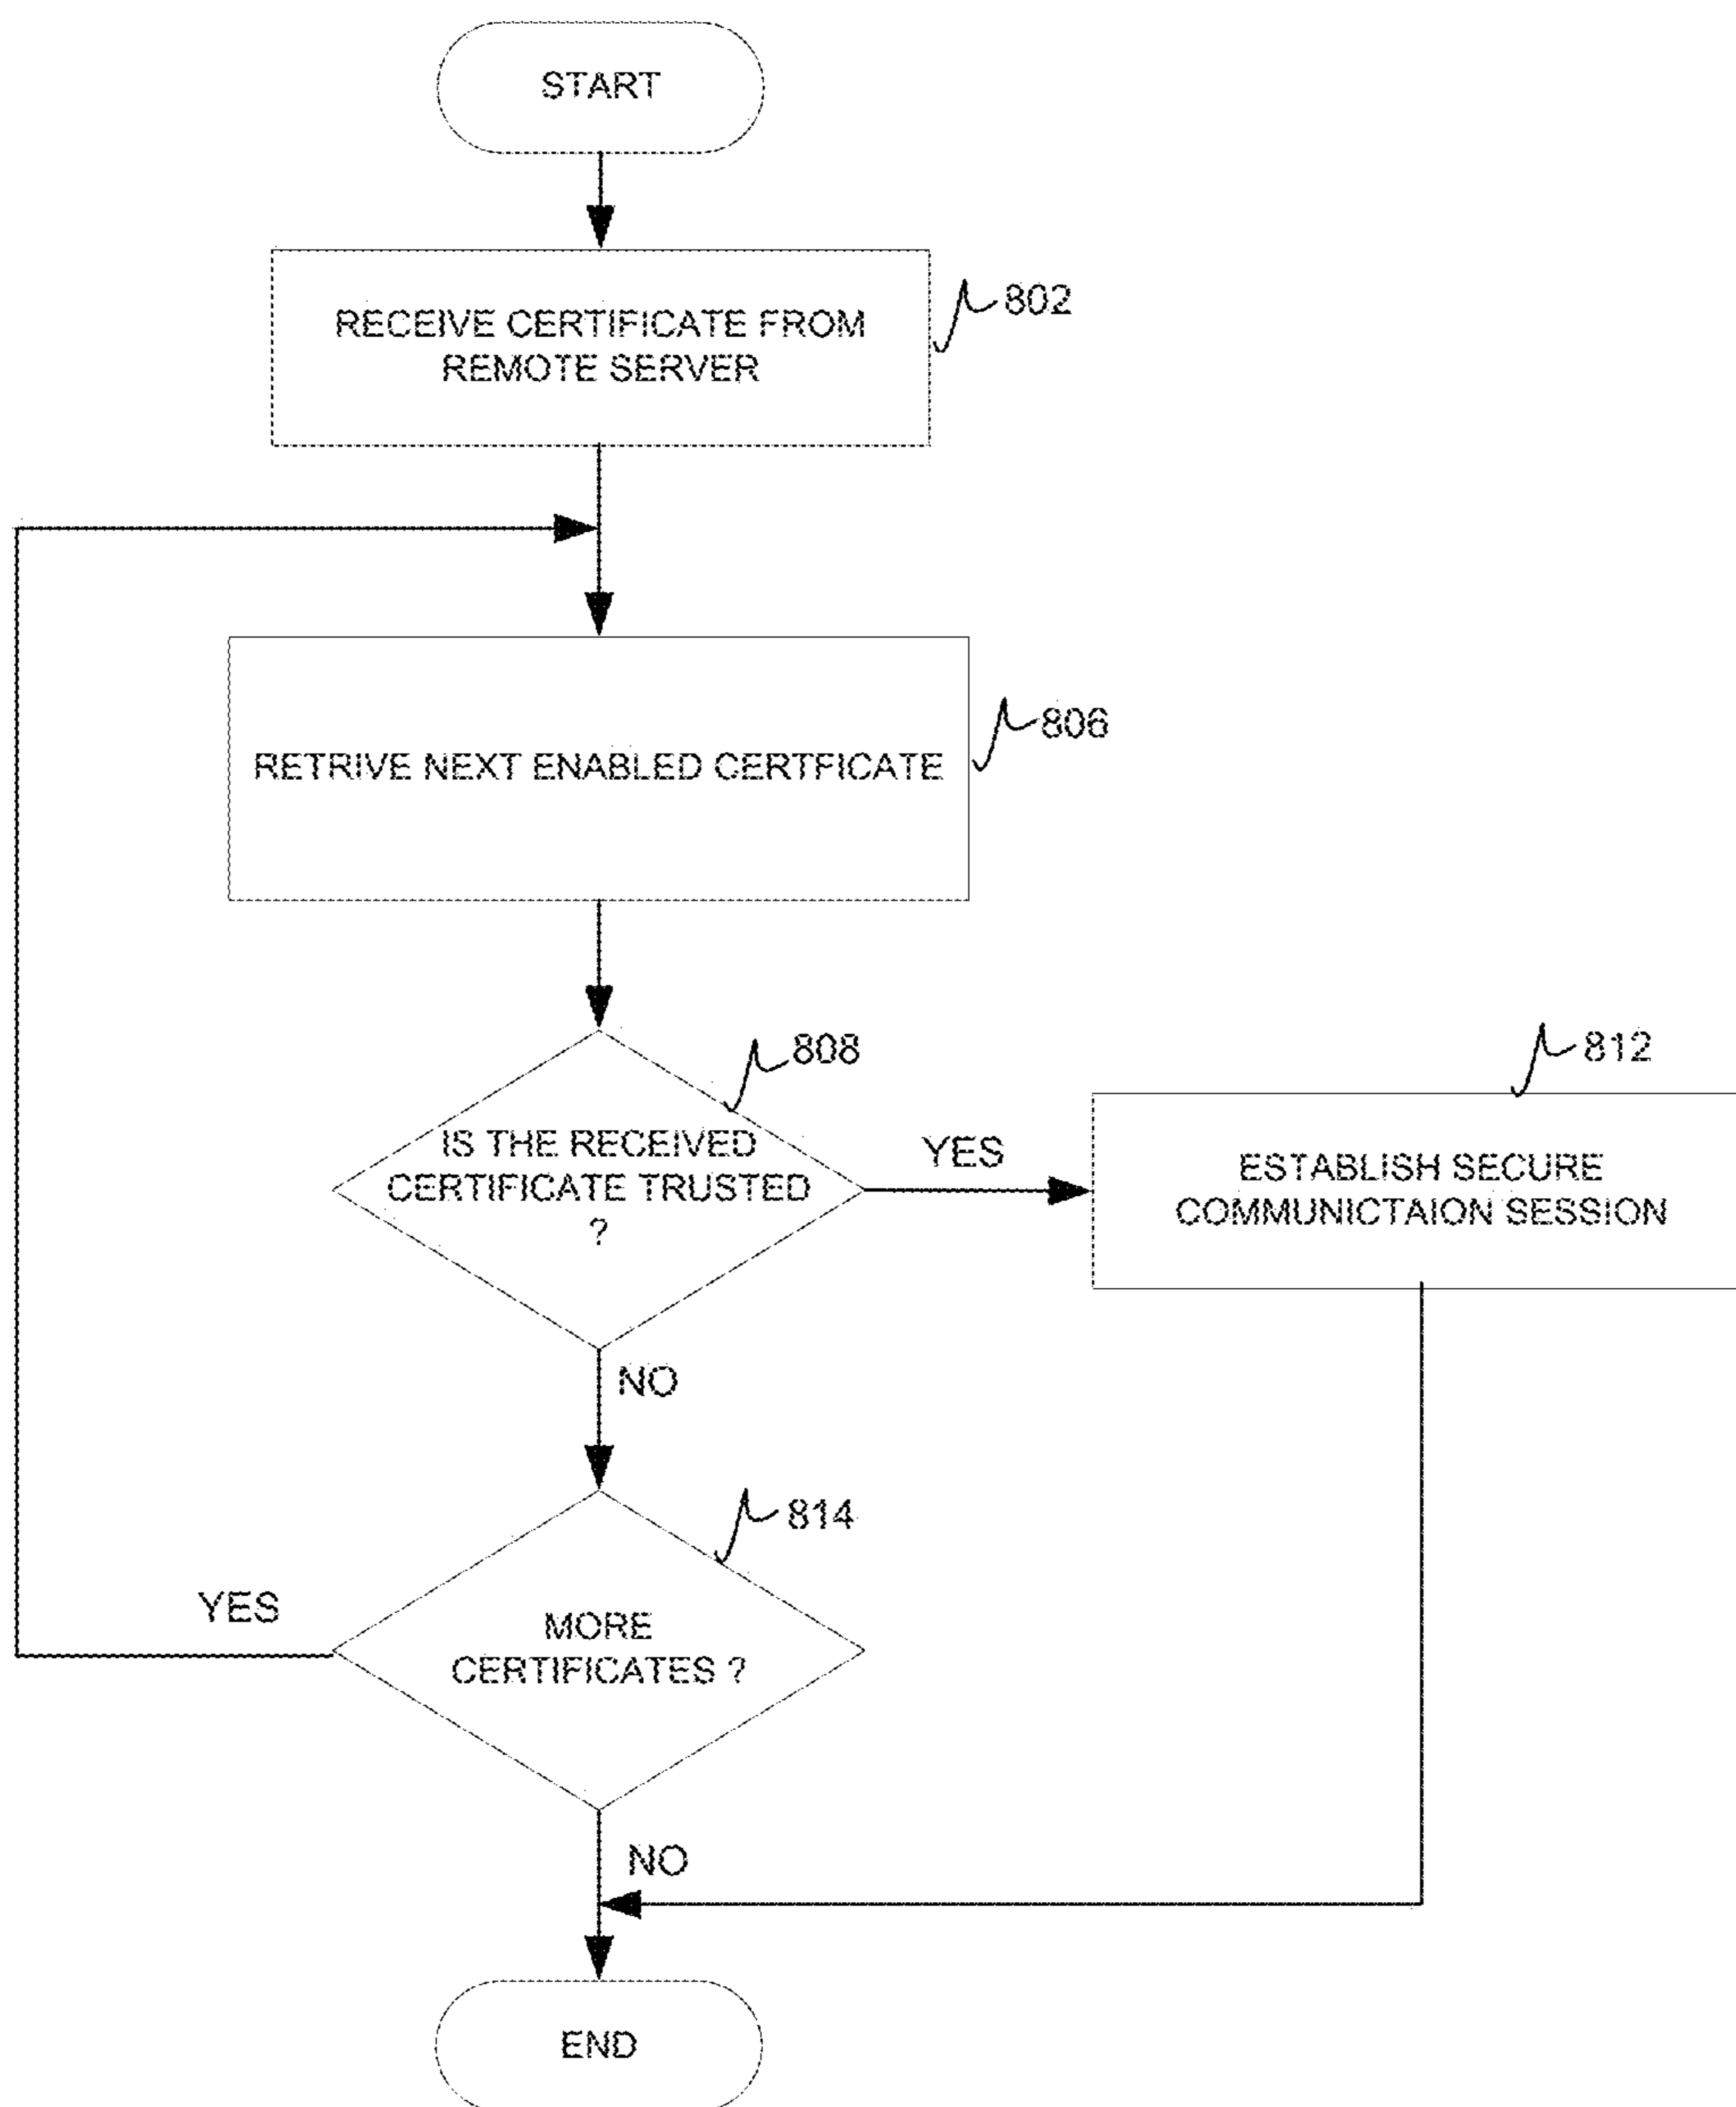 START
RECEIVE CERTIFICATE FROM
REMOTE SERVER
802
RETRIVE NEXT ENABLED CERTFICATE
806
808
IS THE RECEIVED
CERTIFICATE TRUSTED
?
YES
812
ESTABLISH SECURE
COMMUNICTAION SESSION
NO
814
MORE
CERTIFICATES ?
YES
NO
END